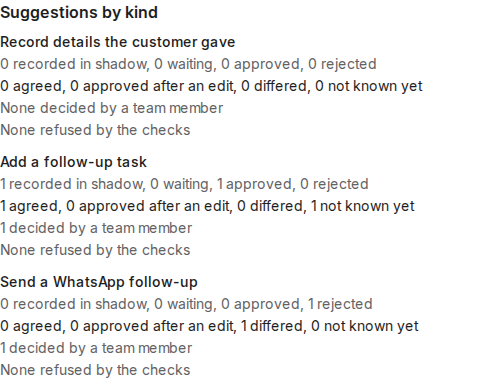 Suggestions by kind
Record details the customer gave
0 recorded in shadow, 0 waiting, 0 approved, 0 rejected
0 agreed, 0 approved after an edit, 0 differed, 0 not known yet
None decided by a team member
None refused by the checks
Add a follow-up task
1 recorded in shadow, 0 waiting, 1 approved, 0 rejected
1 agreed, 0 approved after an edit, 0 differed, 1 not known yet
1 decided by a team member
None refused by the checks
Send a WhatsApp follow-up
0 recorded in shadow, 0 waiting, 0 approved, 1 rejected
0 agreed, 0 approved after an edit, 1 differed, 0 not known yet
1 decided by a team member
None refused by the checks